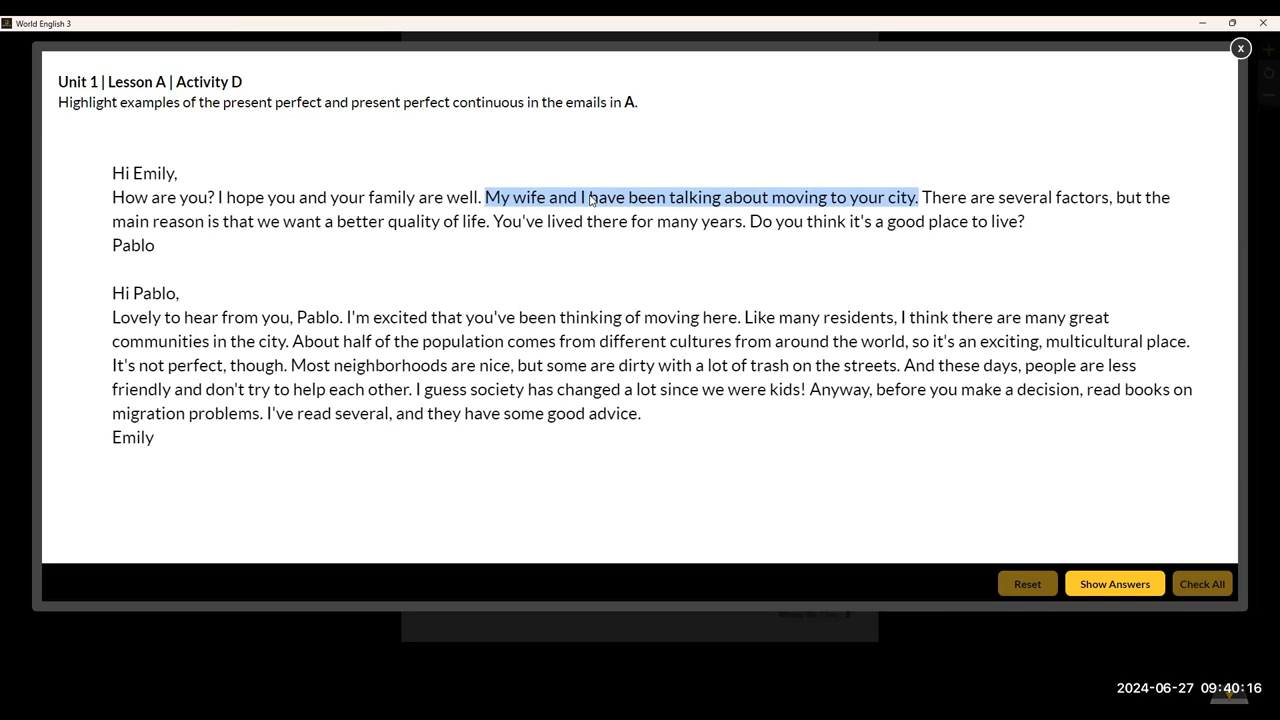 World English 3
x
Unit 1 | Lesson A | Activity D
Highlight examples of the present perfect and present perfect continuous in the emails in A.
Hi Emily,
How are you? I hope you and your family are well. My wife and I have been talking about moving to your city. There are several factors, but the
main reason is that we want a better quality of life. You've lived there for many years. Do you think it's a good place to live?
Pablo
Hi Pablo,
Lovely to hear from you, Pablo. I'm excited that you've been thinking of moving here. Like many residents, I think there are many great
communities in the city. About half of the population comes from different cultures from around the world, so it's an exciting, multicultural place.
It's not perfect, though. Most neighborhoods are nice, but some are dirty with a lot of trash on the streets. And these days, people are less
friendly and don't try to help each other. I guess society has changed a lot since we were kids! Anyway, before you make a decision, read books on
migration problems. I've read several, and they have some good advice.
Emily
Reset Show Answers Check All
2024-06-27 09:40:16